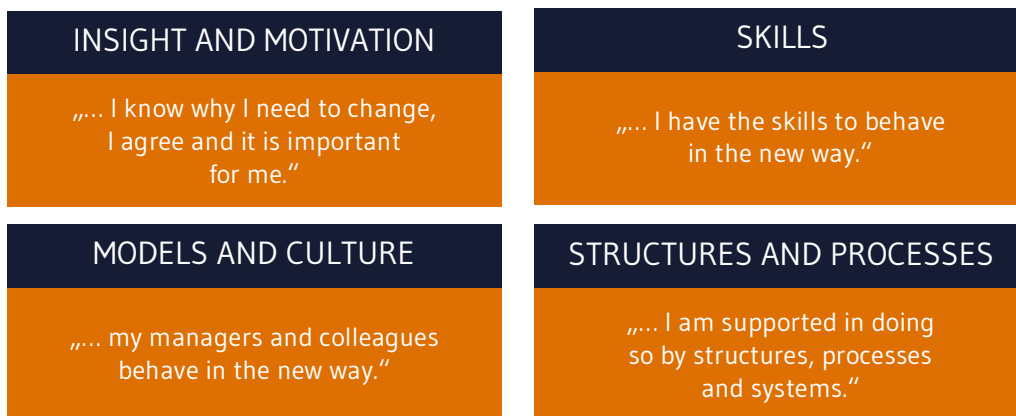 INSIGHT AND MOTIVATION
„... I know why I need to change,
I agree and it is important
for me.“
SKILLS
„... I have the skills to behave
in the new way.“
MODELS AND CULTURE
„... my managers and colleagues
behave in the new way.“
STRUCTURES AND PROCESSES
„... I am supported in doing
so by structures, processes
and systems.“